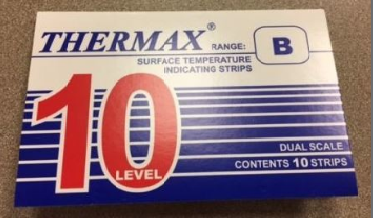 THERMAX® RANGE: B
SURFACE TEMPERATURE
INDICATING STRIPS
10
LEVEL
DUAL SCALE
CONTENTS 10 STRIPS